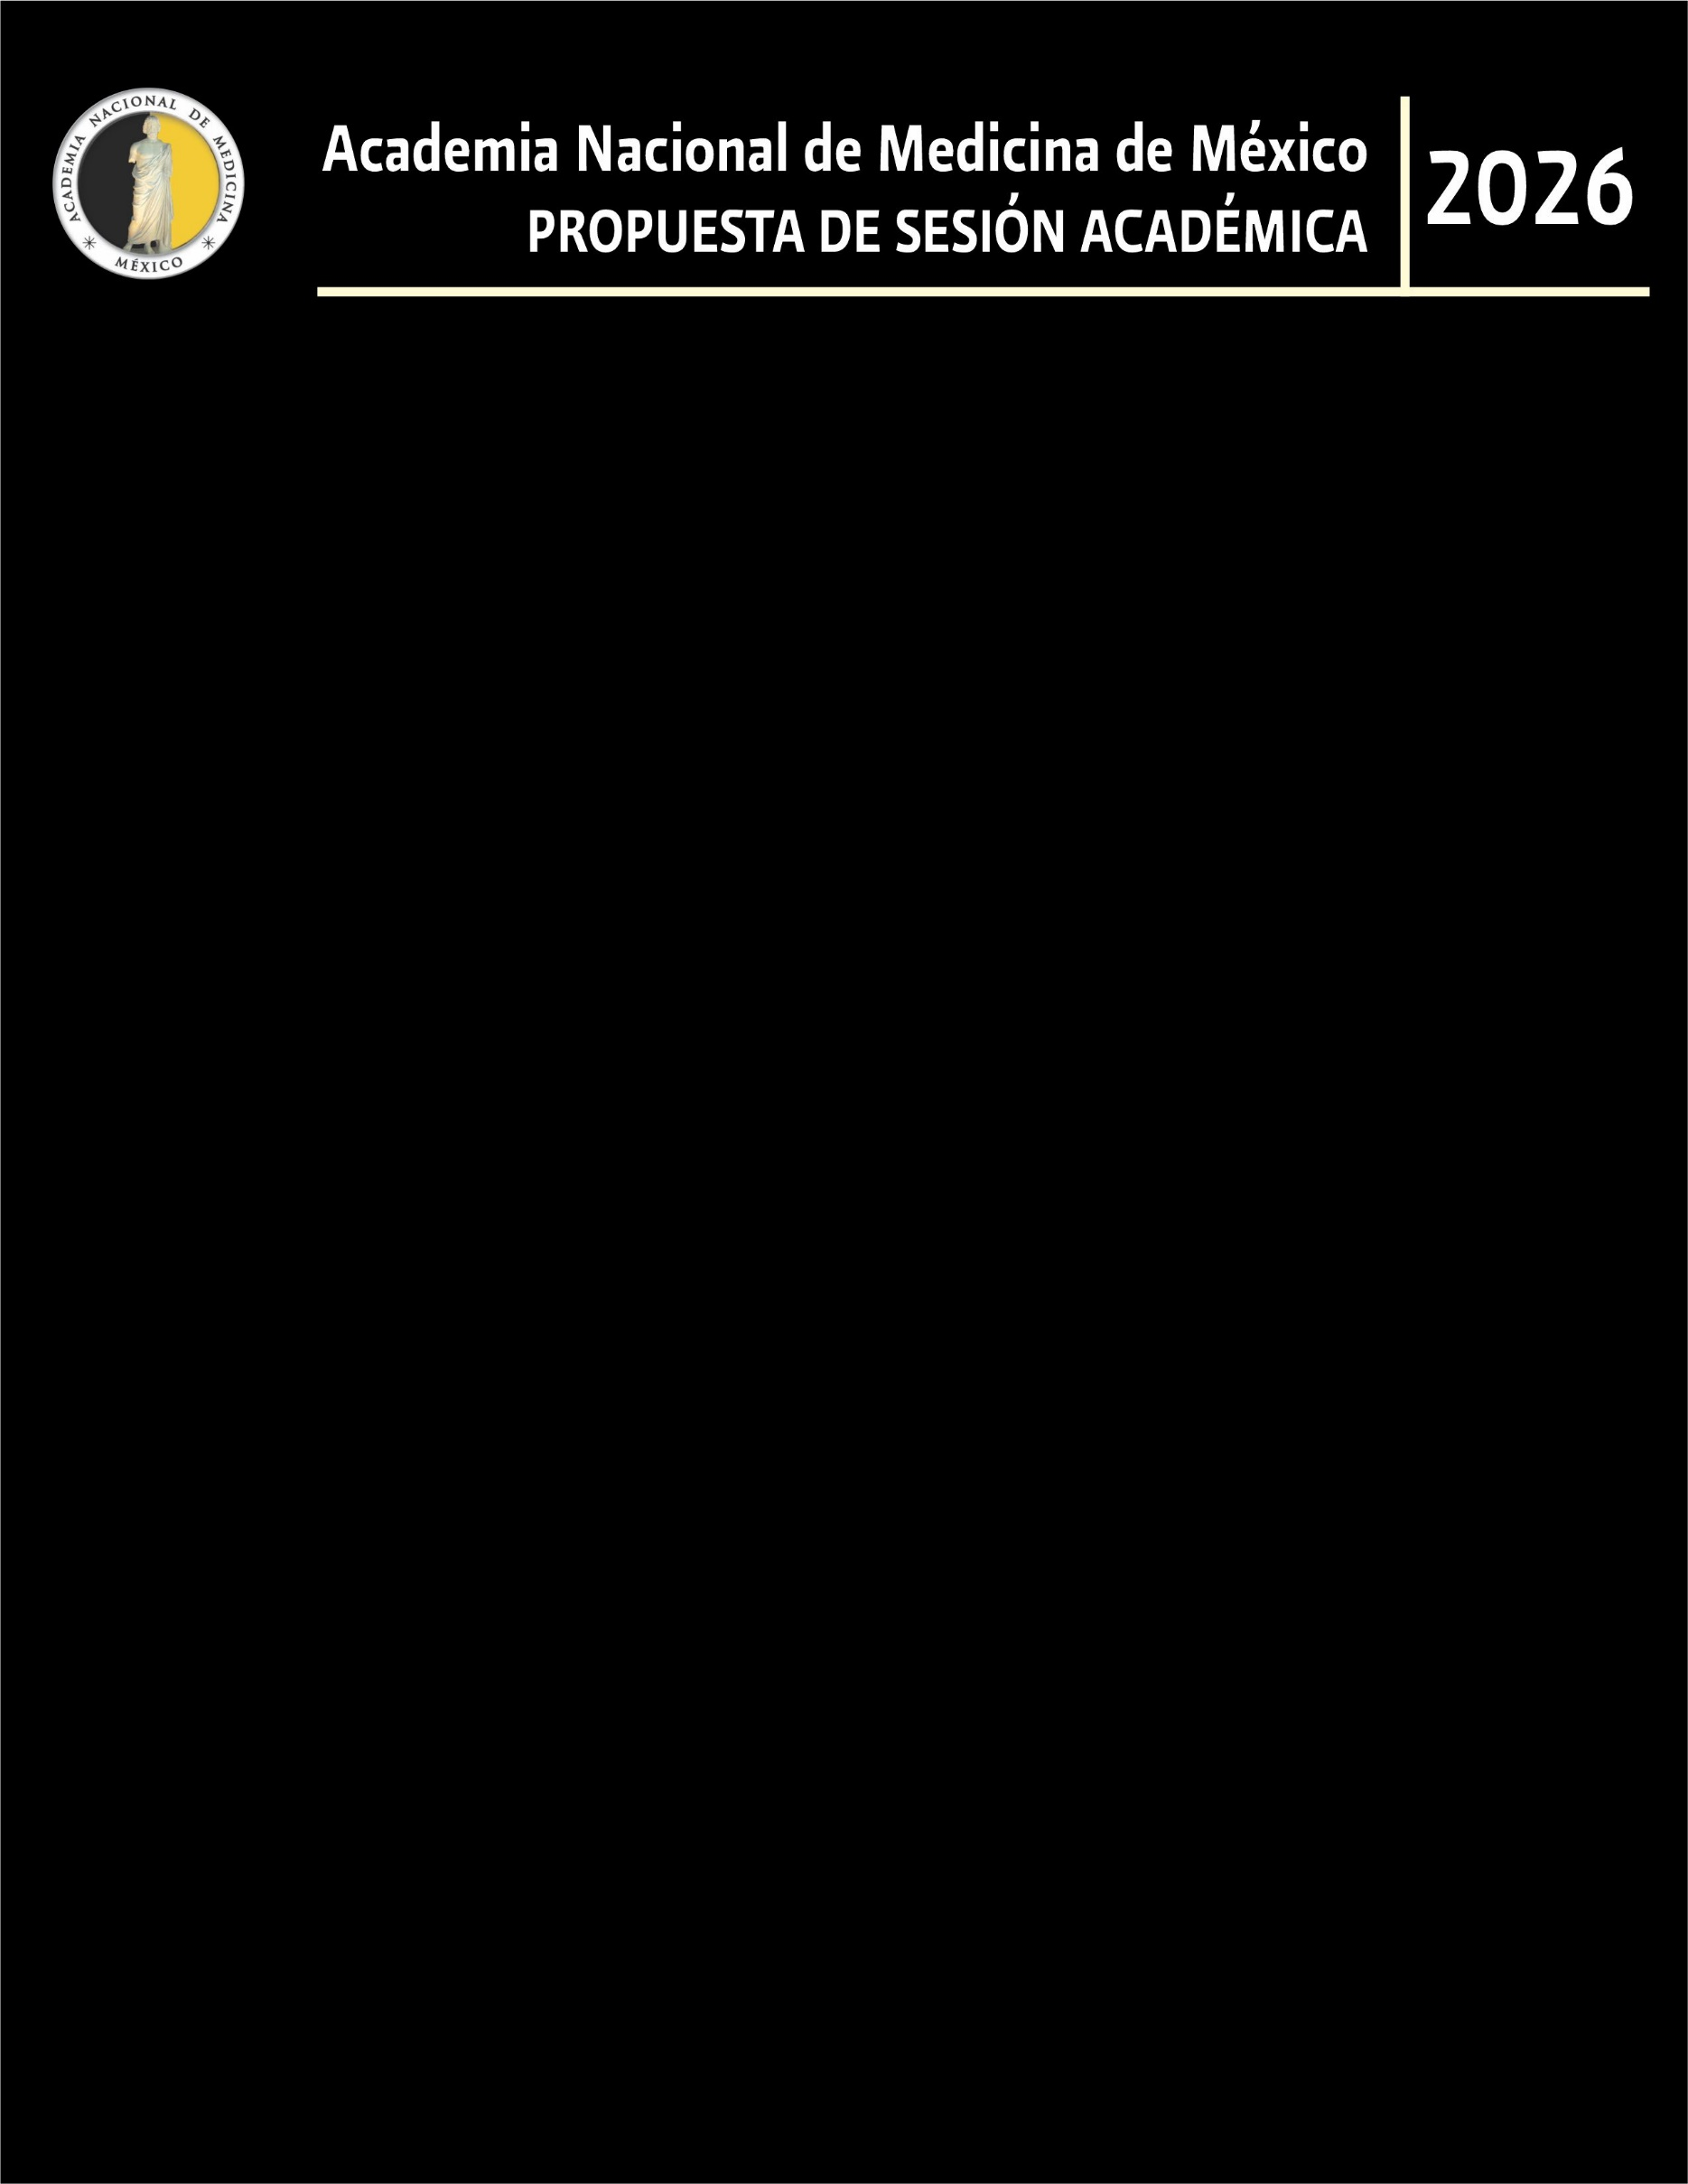 ACADEMIA NACIONAL DE MEDICINA
MÉXICO
Academia Nacional de Medicina de México
PROPUESTA DE SESIÓN ACADÉMICA
2026